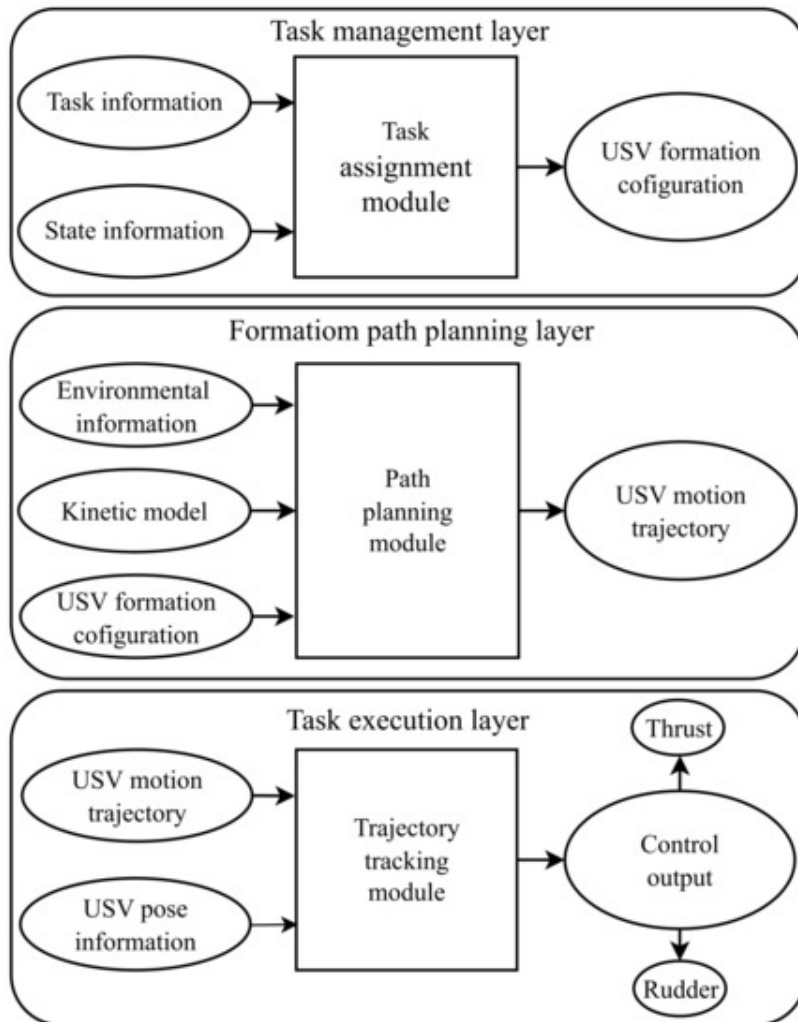 Task management layer
Task information
State information
Task
assignment
module
USV formation
cofiguration
Formatiom path planning layer
Environmental
information
Kinetic model
USV formation
cofiguration
Path
planning
module
USV motion
trajectory
Task execution layer
USV motion
trajectory
USV pose
information
Trajectory
tracking
module
Thrust
Control
output
Rudder